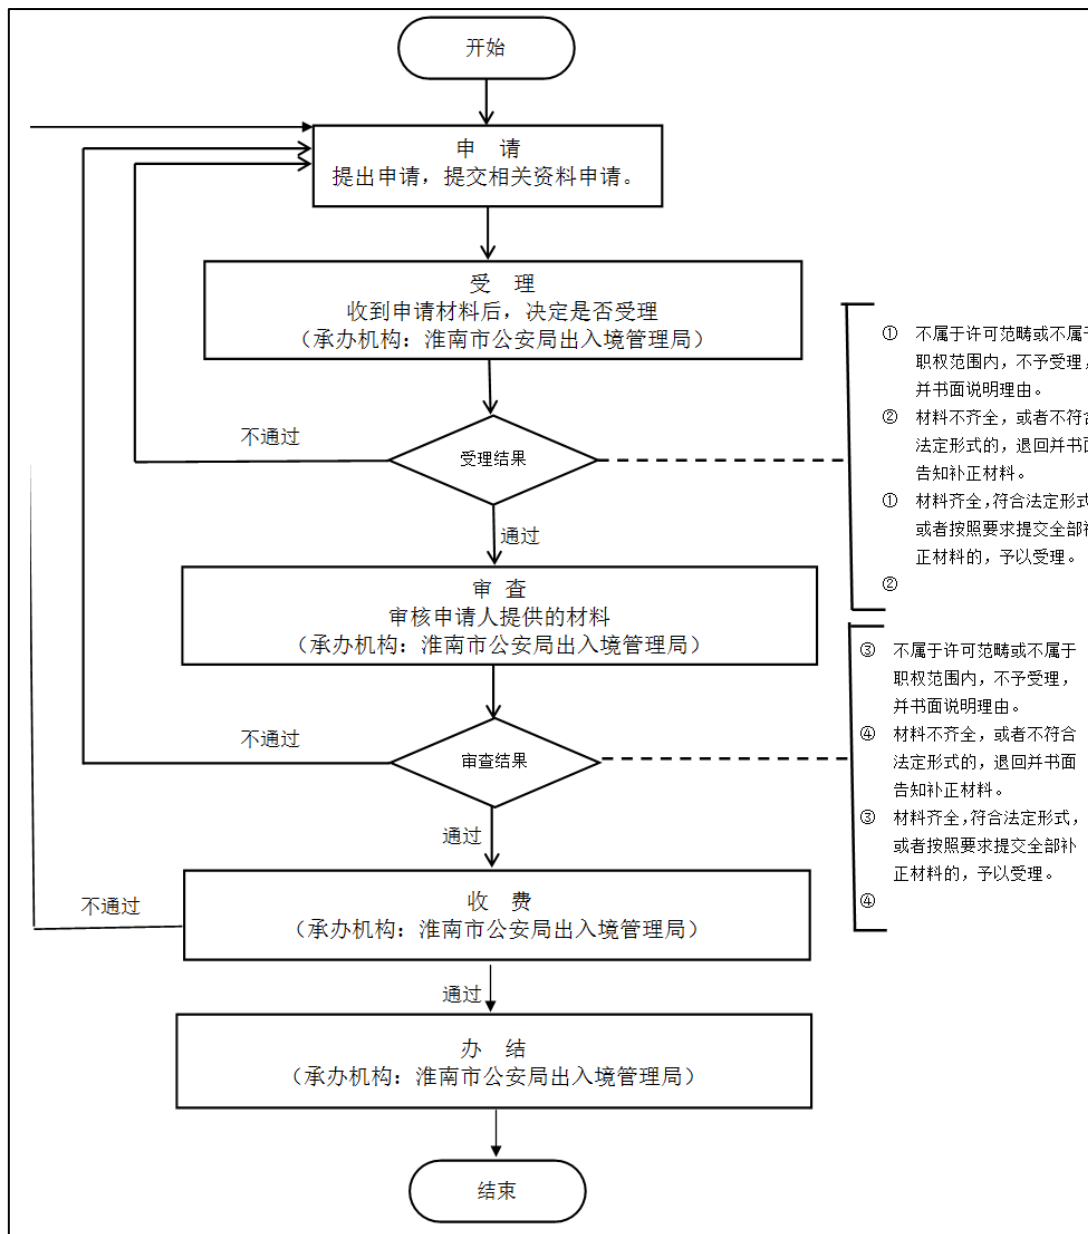 开始
申 请
提出申请，提交相关资料申请。
受 理
收到申请材料后，决定是否受理
（承办机构：淮南市公安局出入境管理局）
① 不属于许可范畴或不属于
职权范围内，不予受理，
并书面说明理由。
② 材料不齐全，或者不符合
法定形式的，退回并书面
告知补正材料。
① 材料齐全，符合法定形式
或者按照要求提交全部补
正材料的，予以受理。
②
不通过
受理结果
通过
审 查
审核申请人提供的材料
（承办机构：淮南市公安局出入境管理局）
③ 不属于许可范畴或不属于
职权范围内，不予受理，
并书面说明理由。
④ 材料不齐全，或者不符合
法定形式的，退回并书面
告知补正材料。
③ 材料齐全，符合法定形式，
或者按照要求提交全部补
正材料的，予以受理。
④
不通过
审查结果
通过
不通过
收 费
（承办机构：淮南市公安局出入境管理局）
通过
办 结
（承办机构：淮南市公安局出入境管理局）
结束